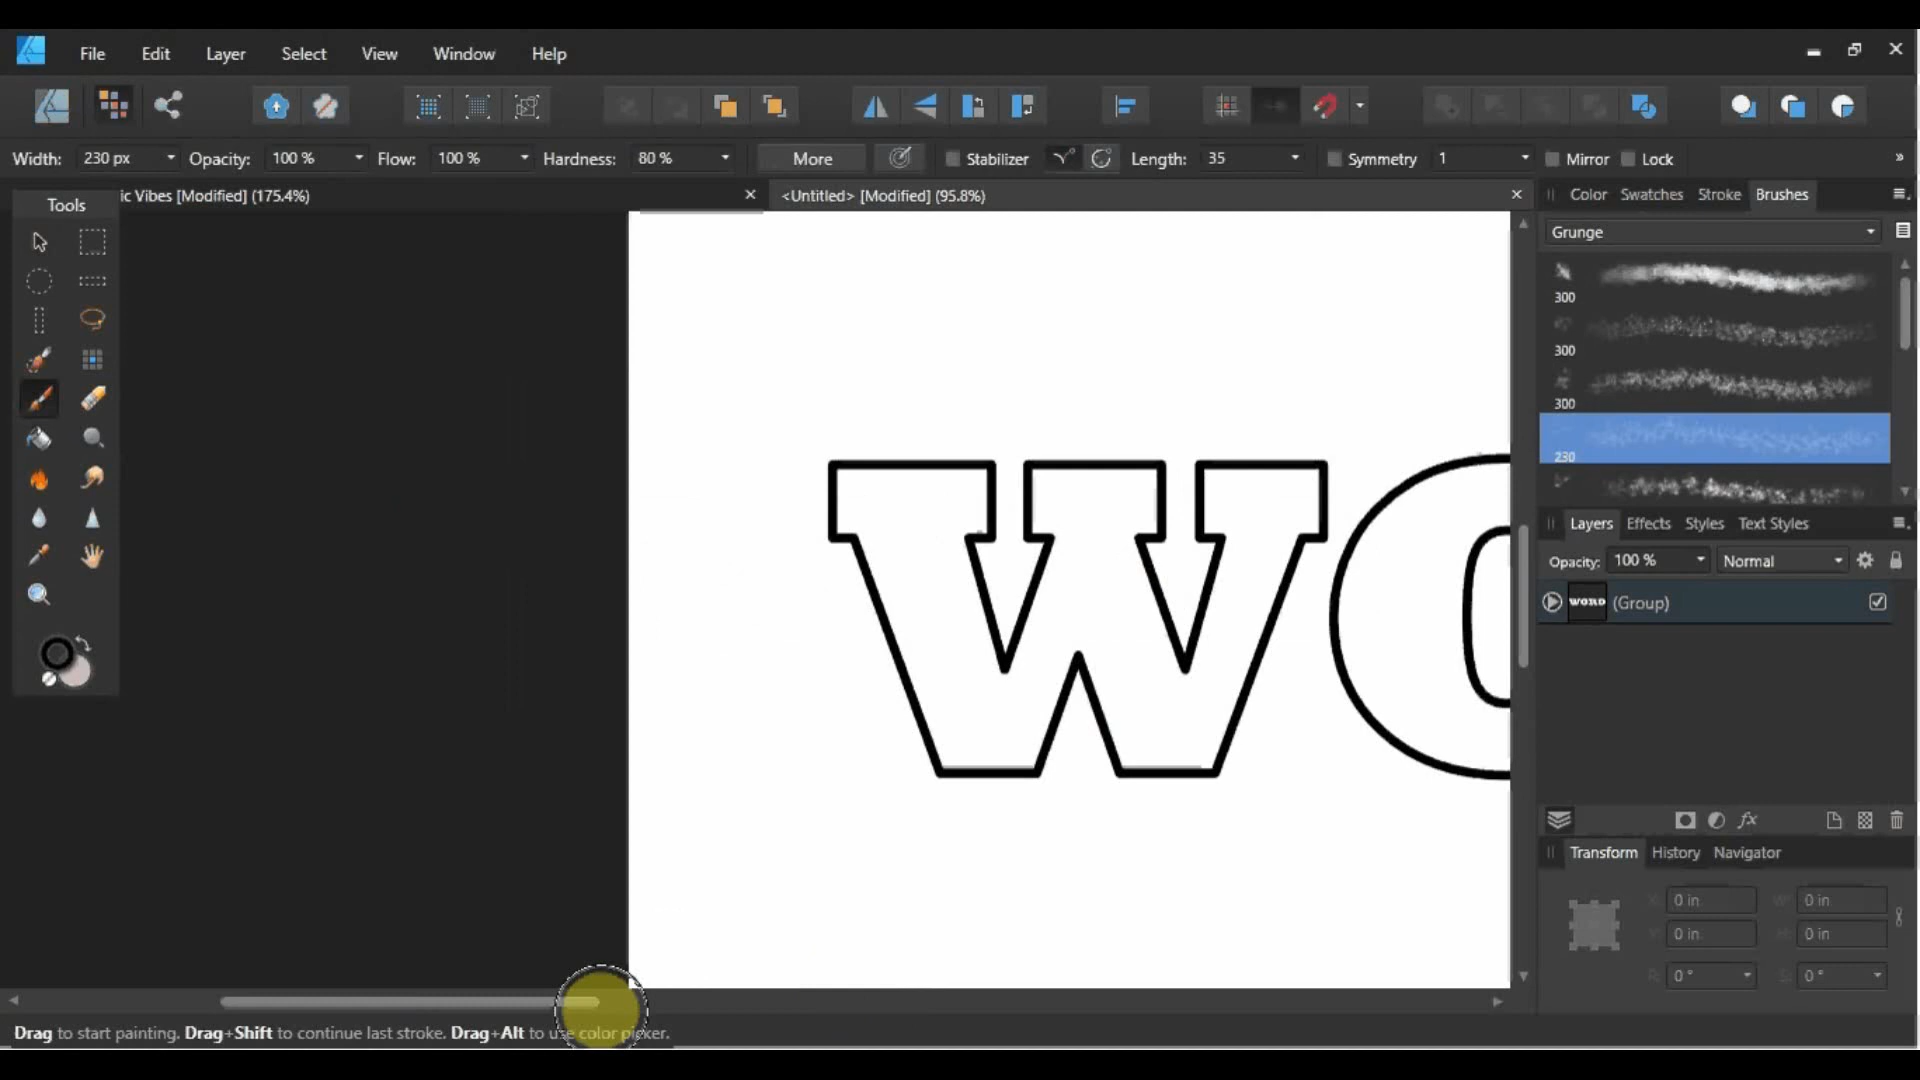 File Edit Layer Select View Window Help
Width: 230 px Opacity: 100 % Flow: 100 % Hardness: 80 % More Stabilizer Length: 35 Symmetry 1 Mirror Lock
Tools
ic Vibes [Modified] (175.4%)
<Untitled> [Modified] (95.8%)
Color Swatches Stroke Brushes
Grunge
300
300
300
230
WO
Layers Effects Styles Text Styles
Opacity: 100 % Normal
WORD (Group)
Transform History Navigator
X: 0 in W: 0 in
Y: 0 in H: 0 in
R: 0 ° S: 0 °
Drag to start painting. Drag+Shift to continue last stroke. Drag+Alt to use color picker.